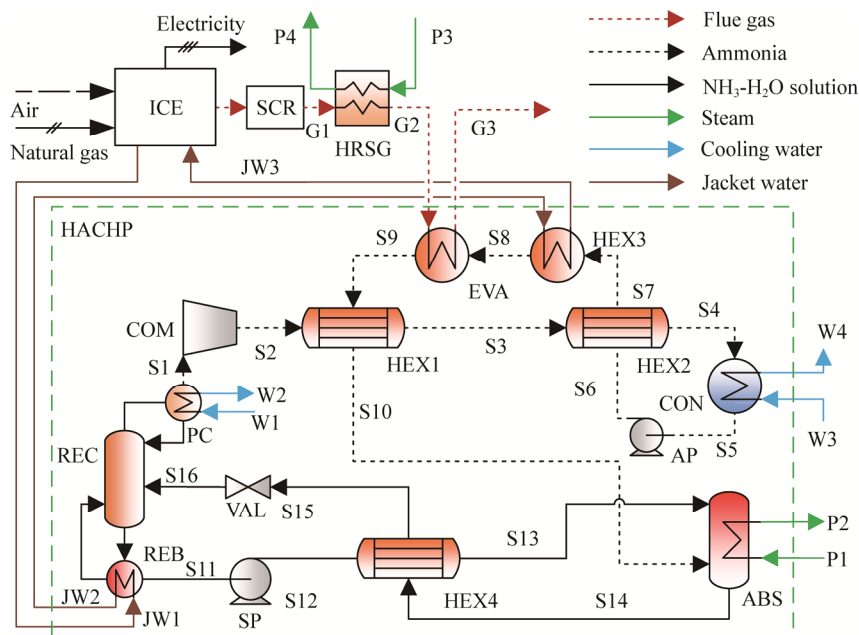 Electricity
P4
P3
Flue gas
Ammonia
ICE
SCR
NH₃-H₂O solution
Air
G1
G2
G3
Steam
Natural gas
HRSG
Cooling water
JW3
Jacket water
HACHP
S9
S8
HEX3
EVA
S7
COM
S4
W4
S2
S3
HEX1
HEX2
S1
S6
W2
S10
CON
W1
PC
W3
REC
AP
S5
S16
VAL
S15
S13
P2
REB
P1
S11
JW2
S12
HEX4
S14
ABS
JW1
SP